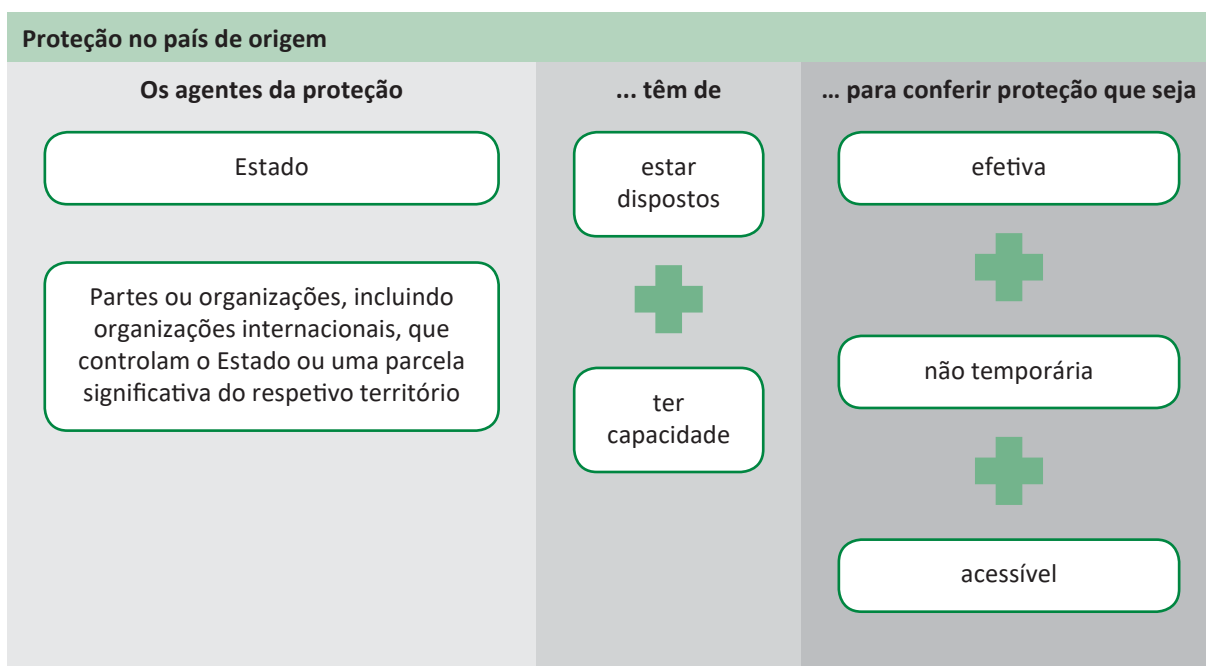 Proteção no país de origem
Os agentes da proteção
Estado
Partes ou organizações, incluindo
organizações internacionais, que
controlam o Estado ou uma parcela
significativa do respetivo território
... têm de
estar
dispostos
ter
capacidade
... para conferir proteção que seja
efetiva
não temporária
acessível